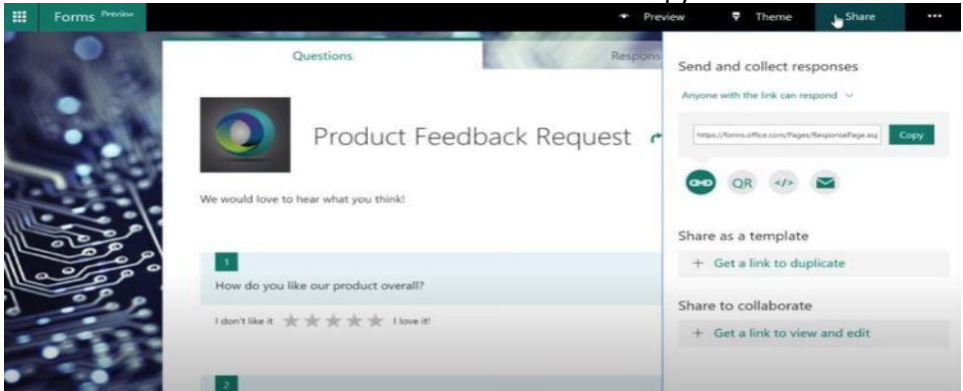 Forms Preview
Preview
Theme
Share
Questions
Respons
Send and collect responses
Anyone with the link can respond
Product Feedback Request
https://forms.office.com/Pages/ResponsePage.asp
Copy
QR
</>
We would love to hear what you think!
Share as a template
+ Get a link to duplicate
1
How do you like our product overall?
Share to collaborate
I don't like it
I love it!
+ Get a link to view and edit
2